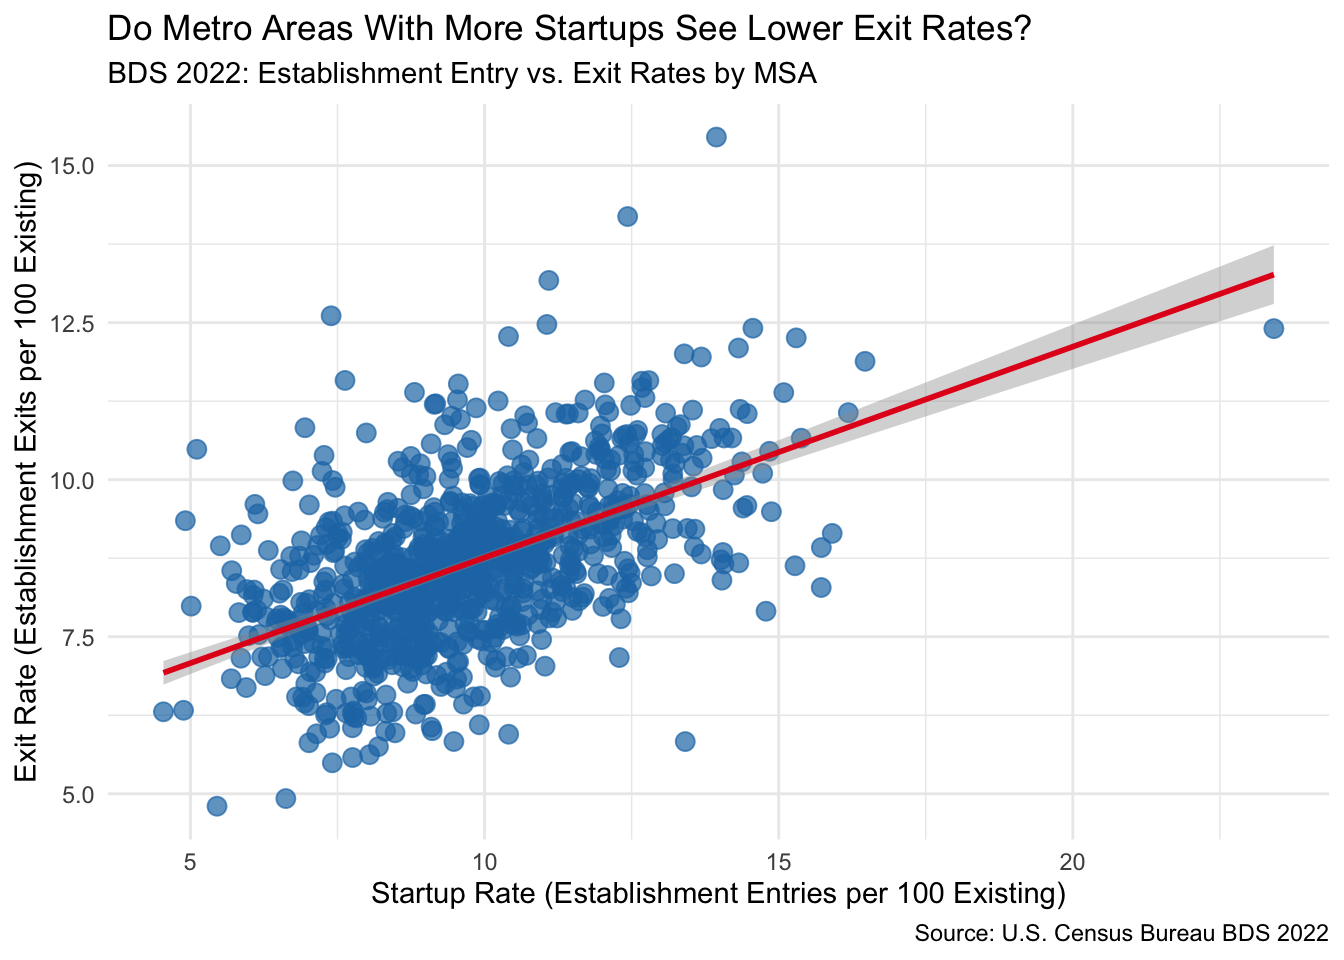 Do Metro Areas With More Startups See Lower Exit Rates?
BDS 2022: Establishment Entry vs. Exit Rates by MSA
Exit Rate (Establishment Exits per 100 Existing)
15.0
12.5
10.0
7.5
5.0
5
10
15
20
Startup Rate (Establishment Entries per 100 Existing)
Source: U.S. Census Bureau BDS 2022